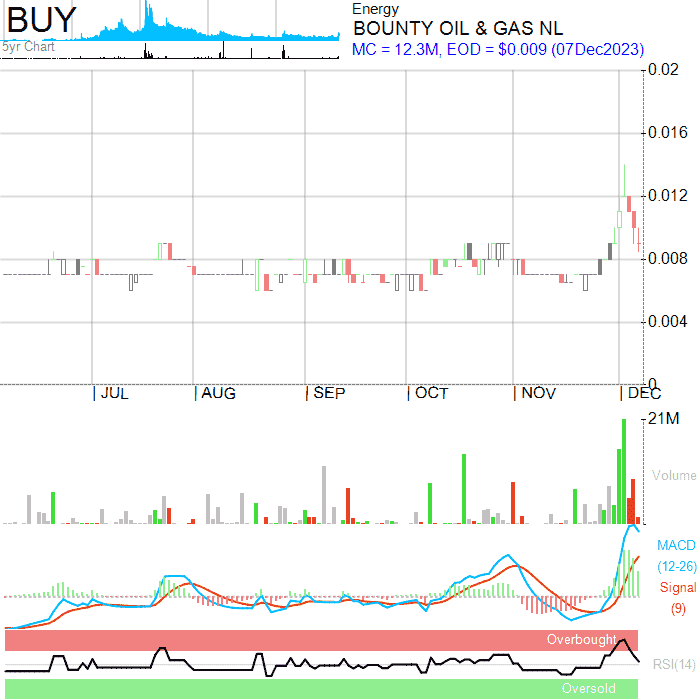 BUY
5yr Chart
Energy
BOUNTY OIL & GAS NL
MC = 12.3M, EOD = $0.009 (07Dec2023)
0.02
0.016
0.012
0.008
0.004
0
JUL AUG SEP OCT NOV DEC
21M
Volume
MACD
(12-26)
Signal
(9)
Overbought
RSI(14)
Oversold